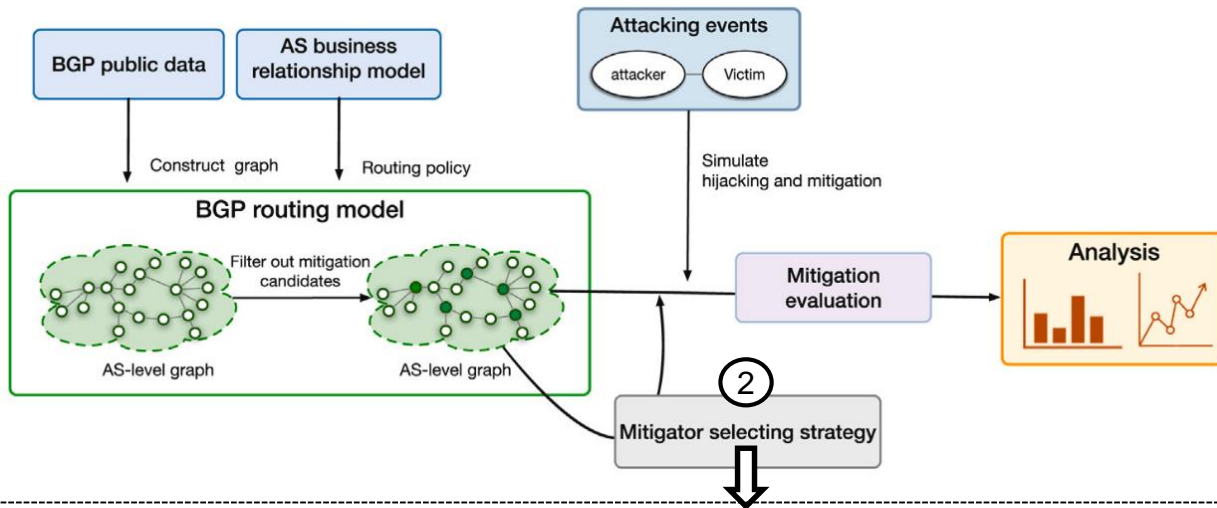 BGP public data
AS business
relationship model
Attacking events
attacker
Victim
Construct graph
Routing policy
Simulate
hijacking and mitigation
BGP routing model
Filter out mitigation
candidates
AS-level graph
AS-level graph
Mitigation
evaluation
Analysis
2
Mitigator selecting strategy